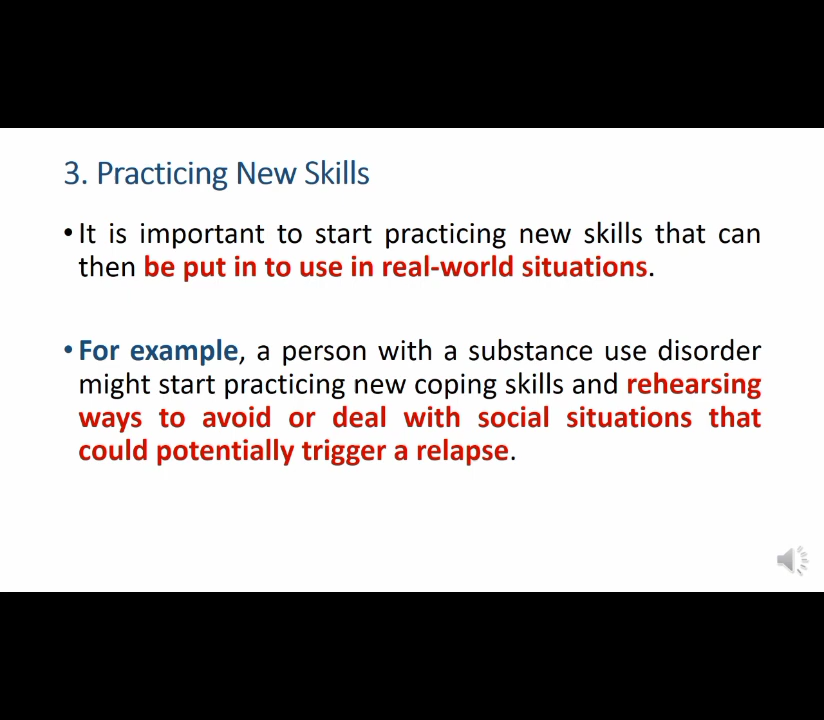 3. Practicing New Skills
•It is important to start practicing new skills that can
then be put in to use in real-world situations.
•For example, a person with a substance use disorder
might start practicing new coping skills and rehearsing
ways to avoid or deal with social situations that
could potentially trigger a relapse.